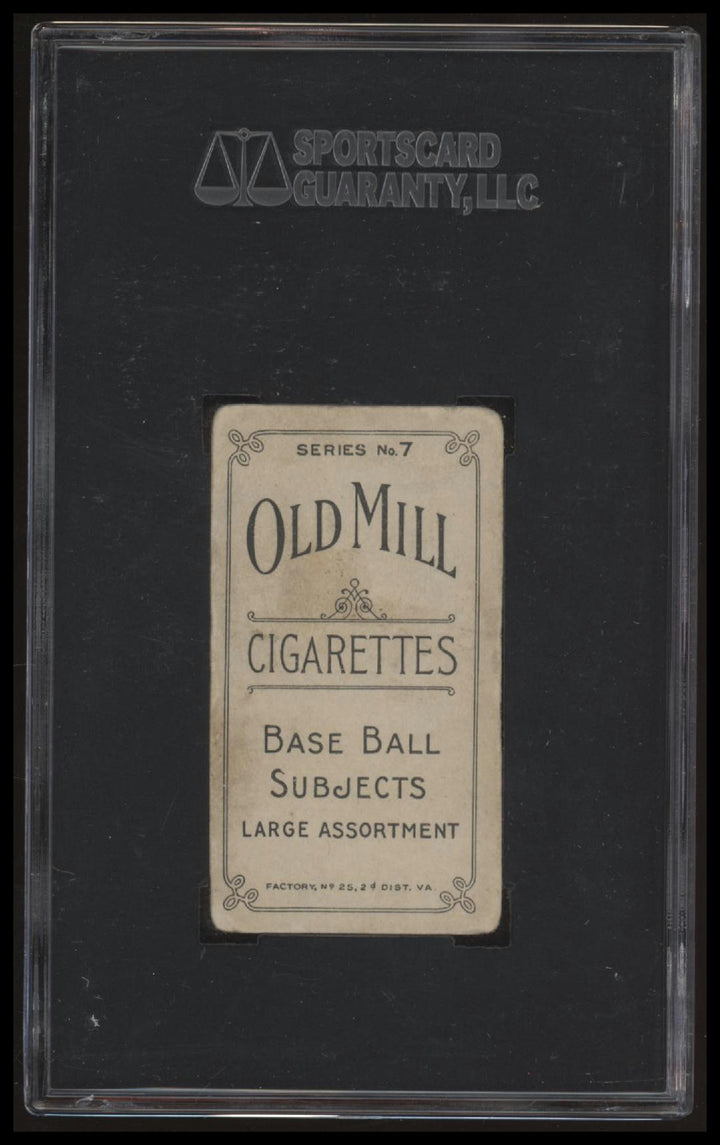 SPORTSCARD
GUARANTY, LLC
SERIES No. 7
OLD MILL
CIGARETTES
BASE BALL
SUBJECTS
LARGE ASSORTMENT
FACTORY, Nº 25, 2d DIST. VA.